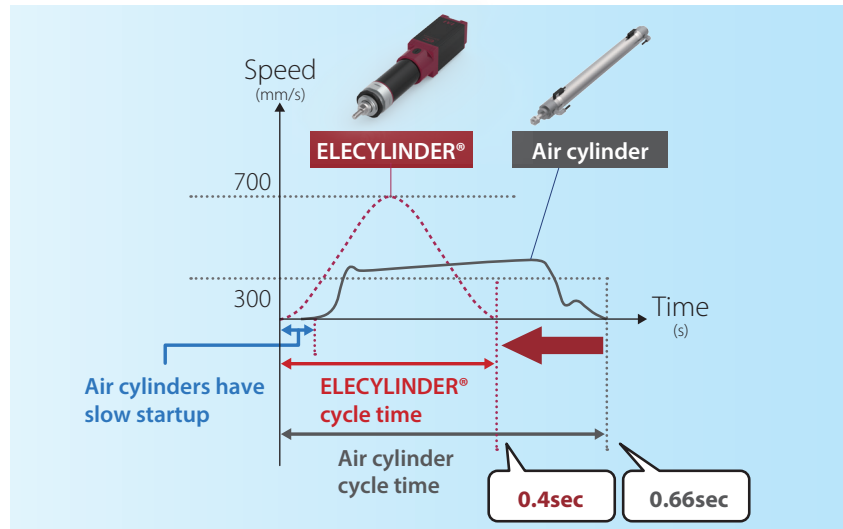 Speed
(mm/s)
ELECYLINDER®
Air cylinder
700
300
Time
(s)
Air cylinders have
slow startup
ELECYLINDER®
cycle time
Air cylinder
cycle time
0.4sec
0.66sec